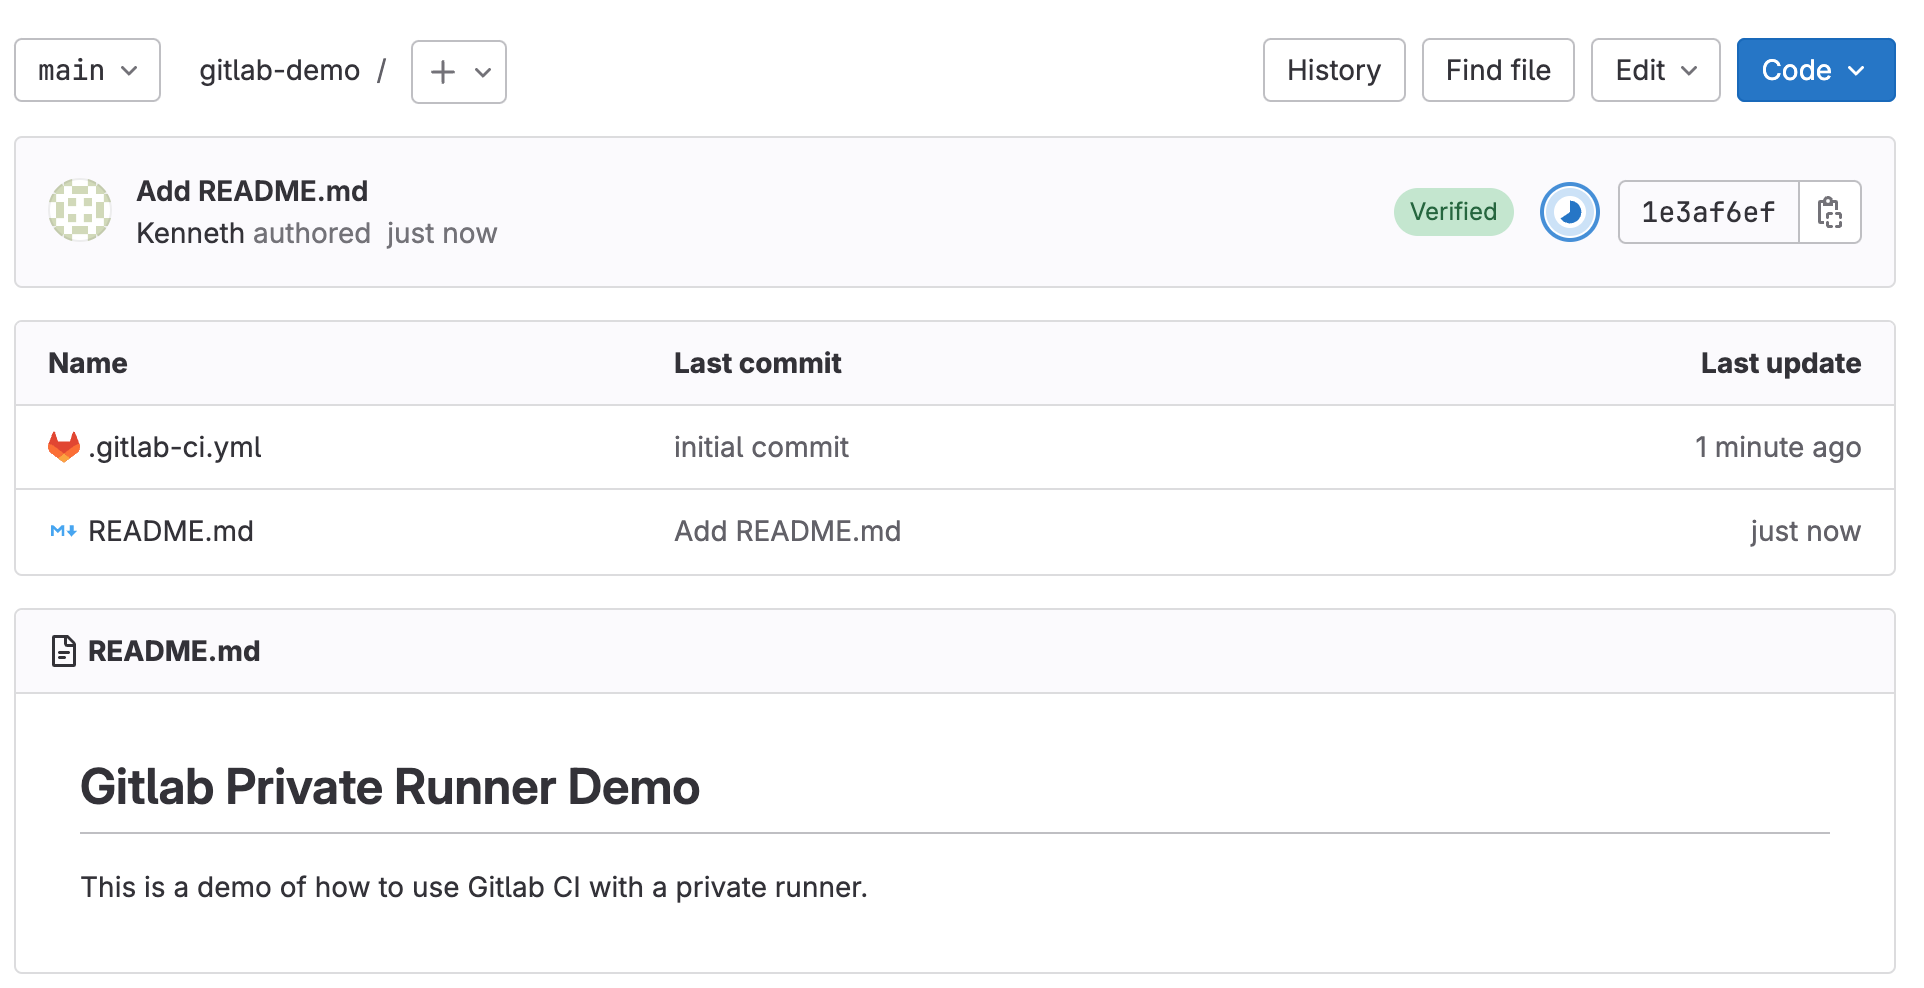 main
gitlab-demo /
History
Find file
Edit
Code
Add README.md
Kenneth authored just now
Verified
1e3af6ef
Name Last commit Last update
.gitlab-ci.yml initial commit 1 minute ago
README.md Add README.md just now
README.md
Gitlab Private Runner Demo
This is a demo of how to use Gitlab CI with a private runner.